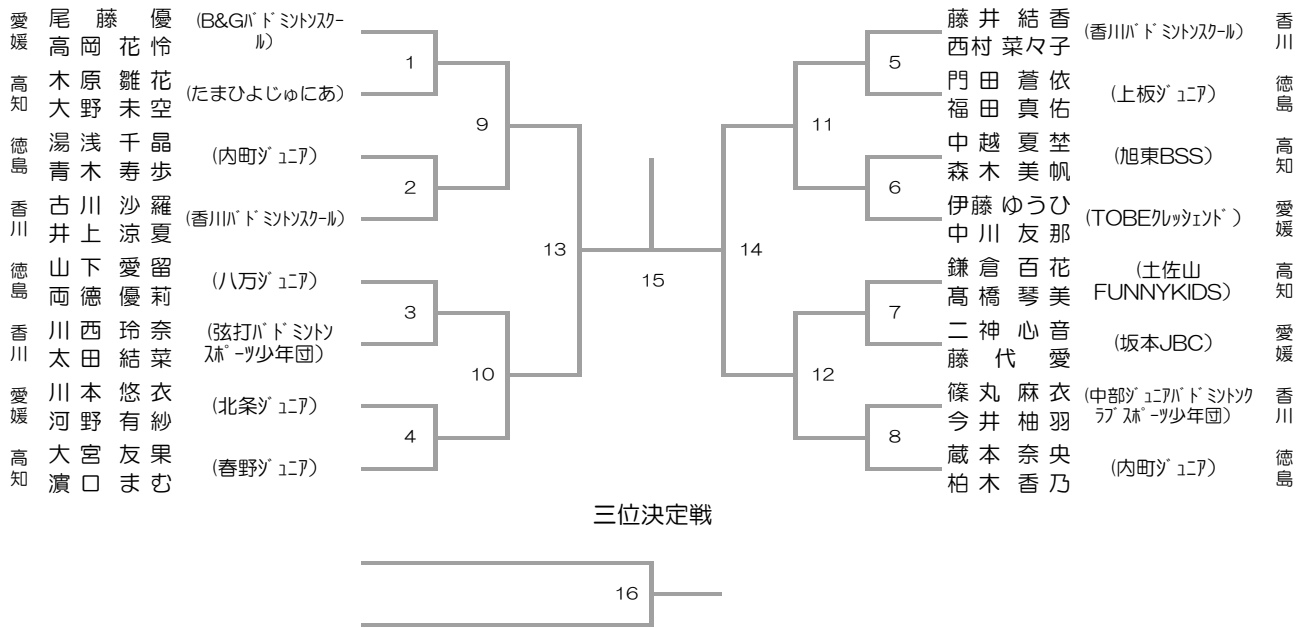 愛媛
尾藤優
高岡花怜
(B&Gﾊﾞﾄﾞﾐﾝﾄﾝｽｸｰ
ﾙ)
1
高知
木原雛花
大野未空
(たまひよじゅにあ)
9
徳島
湯浅千晶
青木寿歩
(内町ｼﾞｭﾆｱ)
2
香川
古川沙羅
井上涼夏
(香川ﾊﾞﾄﾞﾐﾝﾄﾝｽｸｰﾙ)
13
徳島
山下愛留
両德優莉
(八万ｼﾞｭﾆｱ)
3
香川
川西玲奈
太田結菜
(弦打ﾊﾞﾄﾞﾐﾝﾄﾝ
ｽﾎﾟｰﾂ少年団)
10
愛媛
川本悠衣
河野有紗
(北条ｼﾞｭﾆｱ)
4
高知
大宮友果
濵口まむ
(春野ｼﾞｭﾆｱ)
15
藤井結香
西村菜々子
(香川ﾊﾞﾄﾞﾐﾝﾄﾝｽｸｰﾙ)
香川
5
門田蒼依
福田真佑
(上板ｼﾞｭﾆｱ)
徳島
11
中越夏埜
森木美帆
(旭東BSS)
高知
6
伊藤ゆうひ
中川友那
(TOBEｸﾚｯｼｪﾝﾄﾞ)
愛媛
14
鎌倉百花
髙橋琴美
(土佐山
FUNNYKIDS)
高知
7
二神心音
藤代愛
(坂本JBC)
愛媛
12
篠丸麻衣
今井柚羽
(中部ｼﾞｭﾆｱﾊﾞﾄﾞﾐﾝﾄﾝｸ
ﾗﾌﾞｽﾎﾟｰﾂ少年団)
香川
8
蔵本奈央
柏木香乃
(内町ｼﾞｭﾆｱ)
徳島
三位決定戦
16